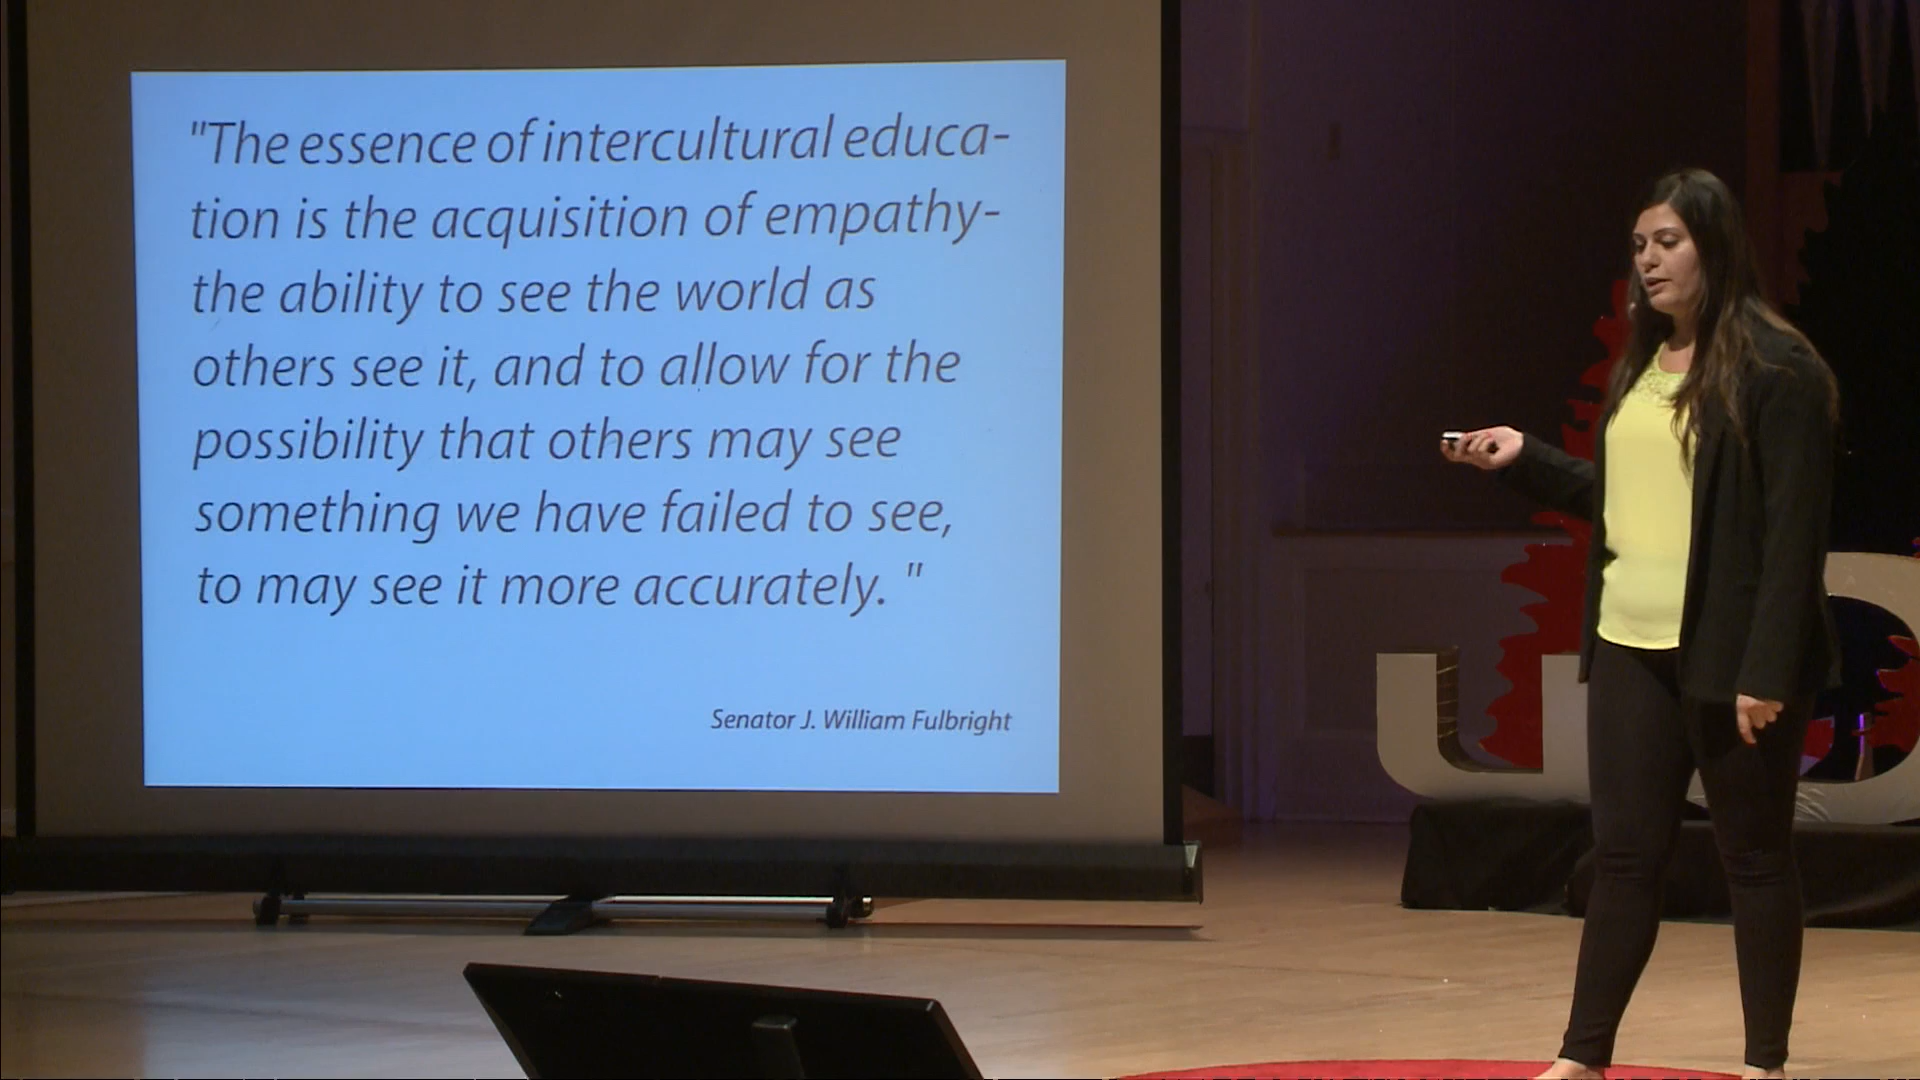 "The essence of intercultural educa-
tion is the acquisition of empathy-
the ability to see the world as
others see it, and to allow for the
possibility that others may see
something we have failed to see,
to may see it more accurately. "
Senator J. William Fulbright